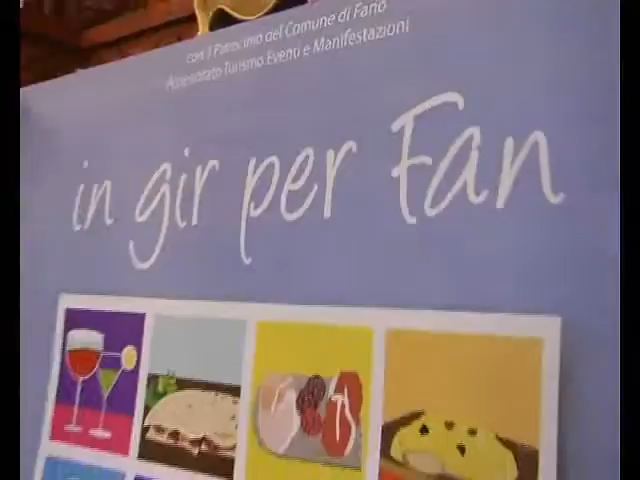 con il Patrocinio del Comune di Fano
Assessorato Turismo Eventi e Manifestazioni
in gir per Fan